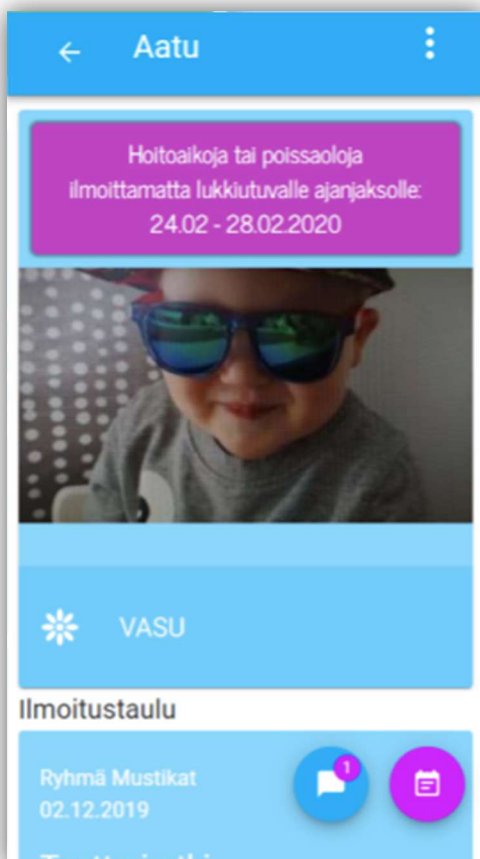 Aatu
Hoitoaikoja tai poissaoloja
ilmoittamatta lukkiutuvalle ajanjaksolle:
24.02 - 28.02.2020
VASU
Ilmoitustaulu
Ryhmä Mustikat
02.12.2019
1